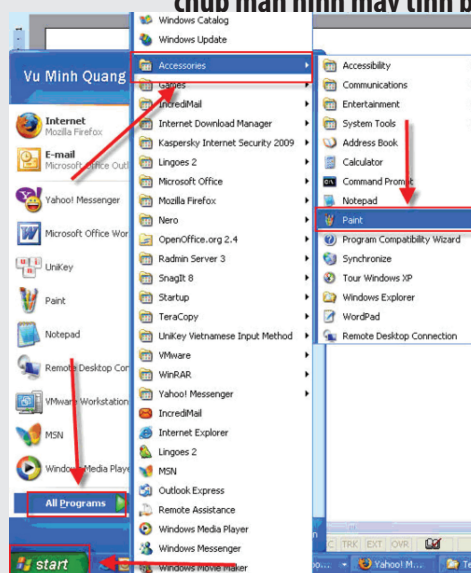 chụp màn hình máy tính b
Vu Minh Quang
Internet
Mozilla Firefox
E-mail
Microsoft Office Outl
Yahoo! Messenger
Microsoft Office Wor
UniKey
Paint
Notepad
Remote Desktop Cor
VMware Workstation
MSN
Windows Media Playe
All Programs
start
Windows Catalog
Windows Update
Accessories
Games
IncrediMail
Internet Download Manager
Kaspersky Internet Security 2009
Lingoes 2
Microsoft Office
Mozilla Firefox
Nero
OpenOffice.org 2.4
Radmin Server 3
SnagIt 8
Startup
TeraCopy
UniKey Vietnamese Input Method
VMware
WinRAR
Yahoo! Messenger
IncrediMail
Internet Explorer
Lingoes 2
MSN
Outlook Express
Remote Assistance
Windows Media Player
Windows Messenger
Windows Movie Maker
Accessibility
Communications
Entertainment
System Tools
Address Book
Calculator
Command Prompt
Notepad
Paint
Program Compatibility Wizard
Synchronize
Tour Windows XP
Windows Explorer
WordPad
Remote Desktop Connection
TRK EXT OVR
Yahoo! M...
Te